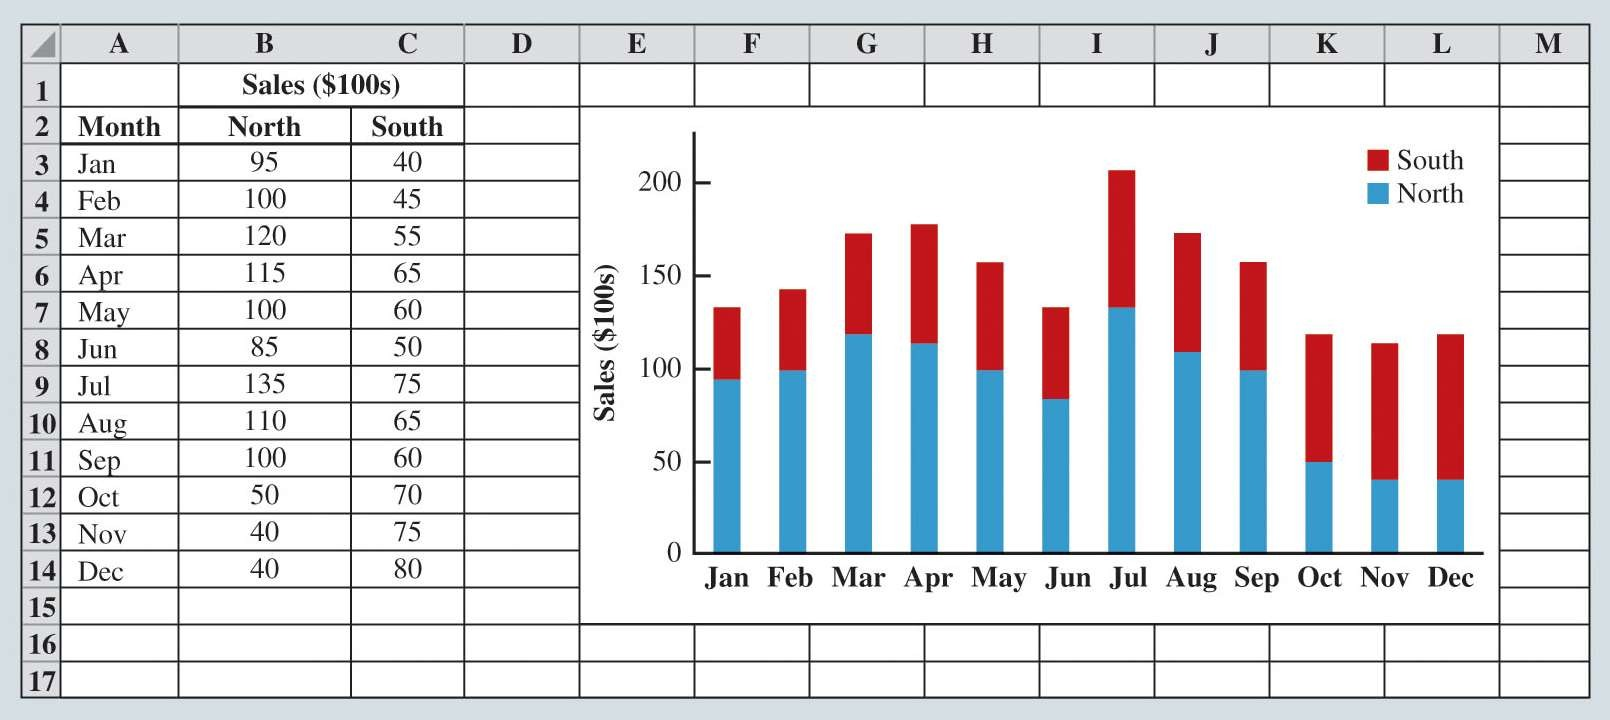 A B C D E F G H I J K L M
1 Sales ($100s)
2 Month North South
3 Jan 95 40
4 Feb 100 45
5 Mar 120 55
6 Apr 115 65
7 May 100 60
8 Jun 85 50
9 Jul 135 75
10 Aug 110 65
11 Sep 100 60
12 Oct 50 70
13 Nov 40 75
14 Dec 40 80
15
16
17
Sales ($100s)
200
150
100
50
0
Jan Feb Mar Apr May Jun Jul Aug Sep Oct Nov Dec
South
North